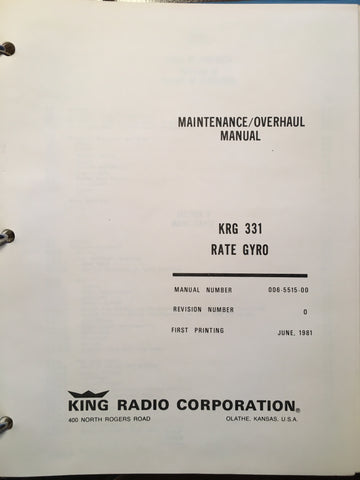 MAINTENANCE/OVERHAUL
MANUAL
KRG 331
RATE GYRO
MANUAL NUMBER 006-5515-00
REVISION NUMBER 0
FIRST PRINTING JUNE, 1981
KING RADIO CORPORATION®
400 NORTH ROGERS ROAD OLATHE, KANSAS, U.S.A.